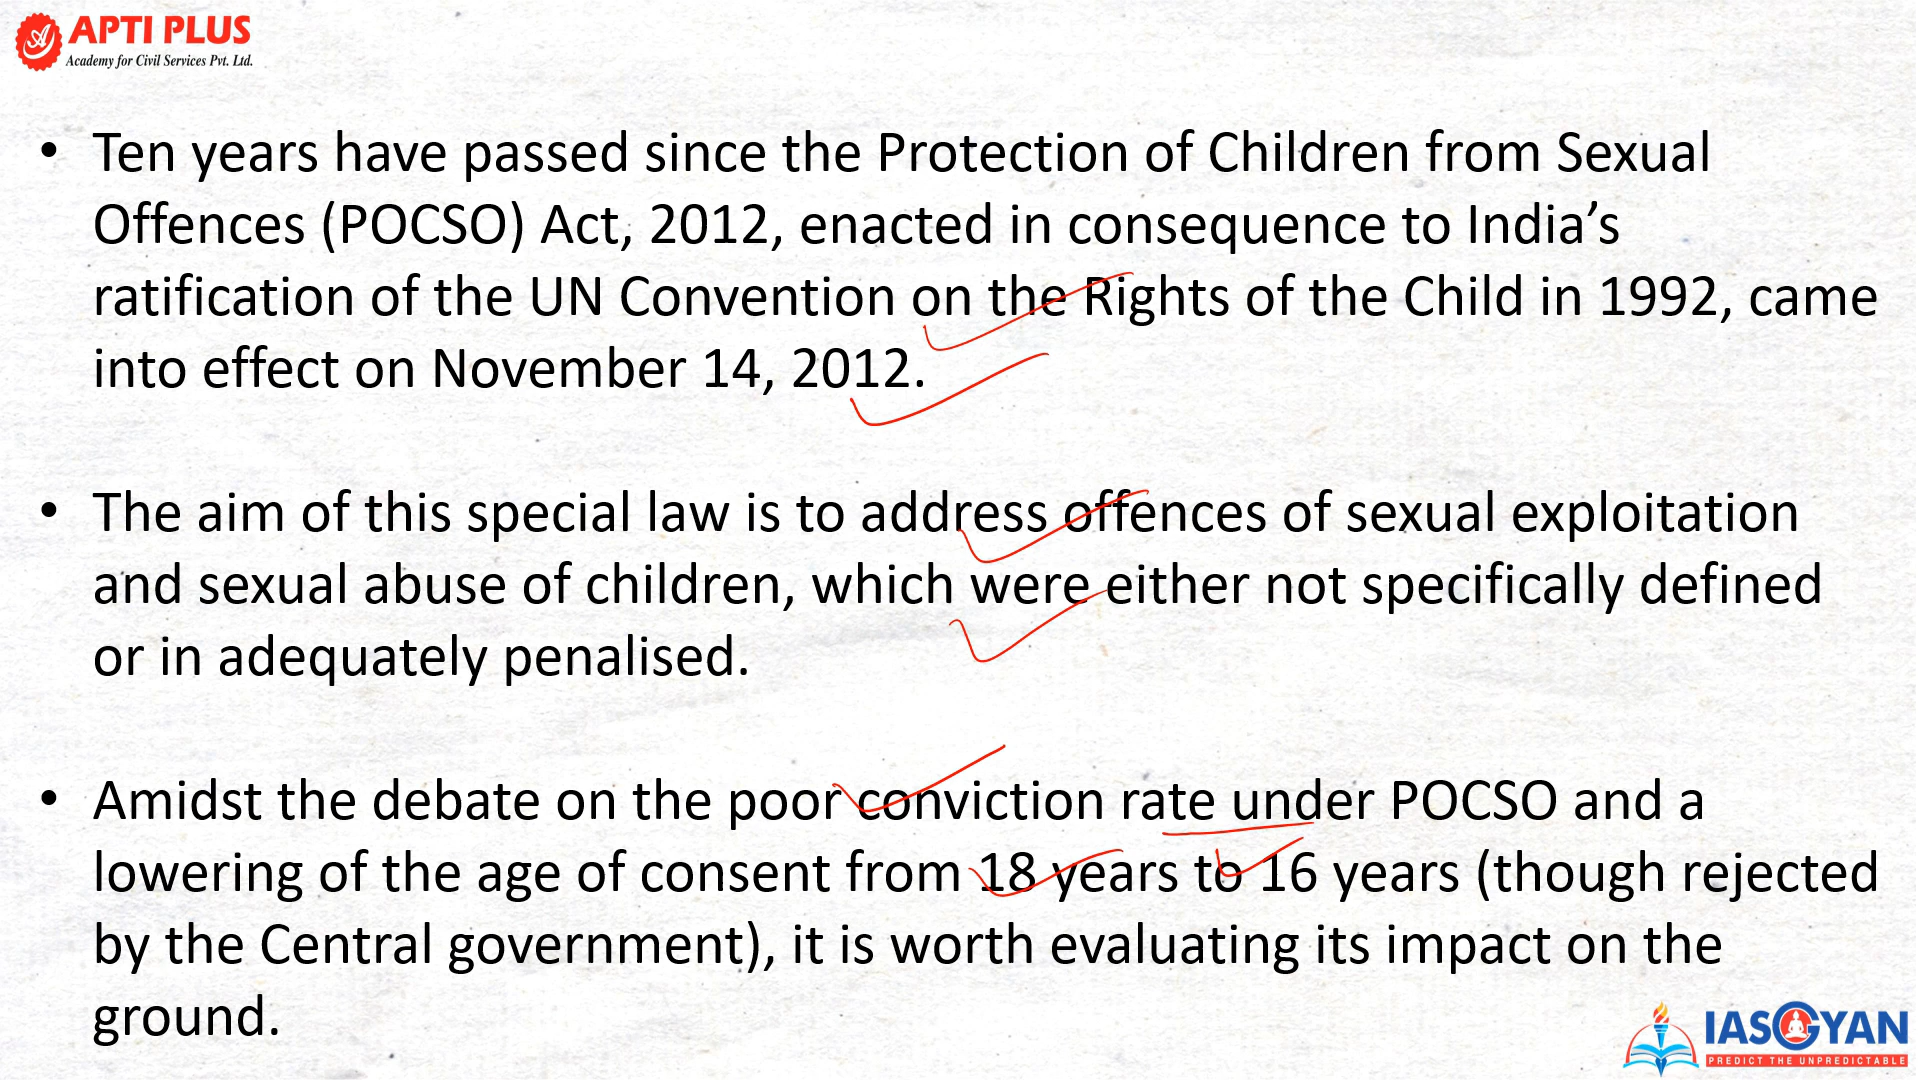 APTI PLUS
Academy for Civil Services Pvt. Ltd.
• Ten years have passed since the Protection of Children from Sexual
Offences (POCSO) Act, 2012, enacted in consequence to India’s
ratification of the UN Convention on the Rights of the Child in 1992, came
into effect on November 14, 2012.
• The aim of this special law is to address offences of sexual exploitation
and sexual abuse of children, which were either not specifically defined
or in adequately penalised.
• Amidst the debate on the poor conviction rate under POCSO and a
lowering of the age of consent from 18 years to 16 years (though rejected
by the Central government), it is worth evaluating its impact on the
ground.
IASGYAN
PREDICT THE UNPREDICTABLE